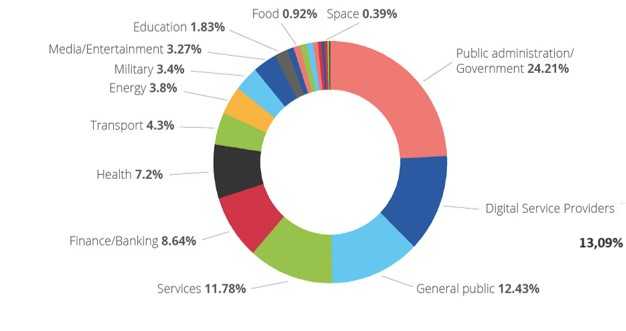 Food 0.92%
Space 0.39%
Education 1.83%
Media/Entertainment 3.27%
Military 3.4%
Energy 3.8%
Transport 4.3%
Health 7.2%
Finance/Banking 8.64%
Services 11.78%
General public 12.43%
Digital Service Providers
13,09%
Public administration/
Government 24.21%